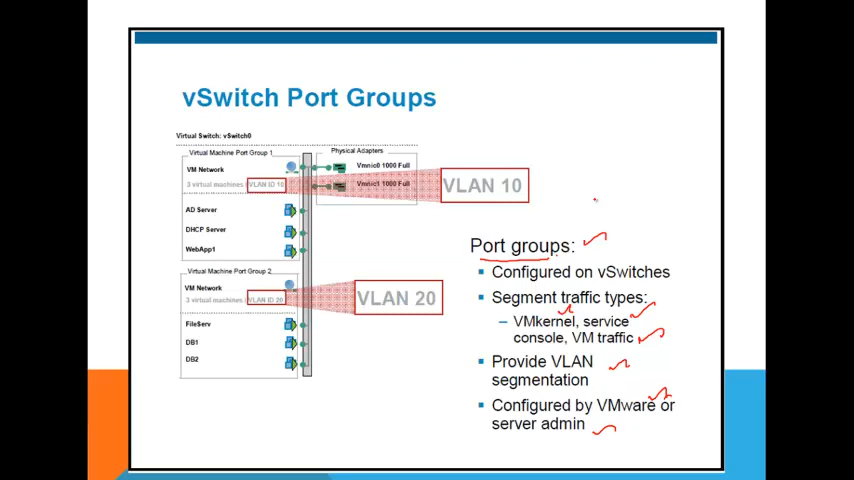 vSwitch Port Groups
Virtual Switch: vSwitch0
Virtual Machine Port Group 1
Physical Adapters
VM Network
Vmnic0 1000 Full
3 virtual machines | VLAN ID 10
Vmnic1 1000 Full
VLAN 10
AD Server
DHCP Server
WebApp1
Virtual Machine Port Group 2
VM Network
3 virtual machines | VLAN ID 20
VLAN 20
FileServ
DB1
DB2
Port groups:
▪ Configured on vSwitches
▪ Segment traffic types:
– VMkernel, service
console, VM traffic
▪ Provide VLAN
segmentation
▪ Configured by VMware or
server admin